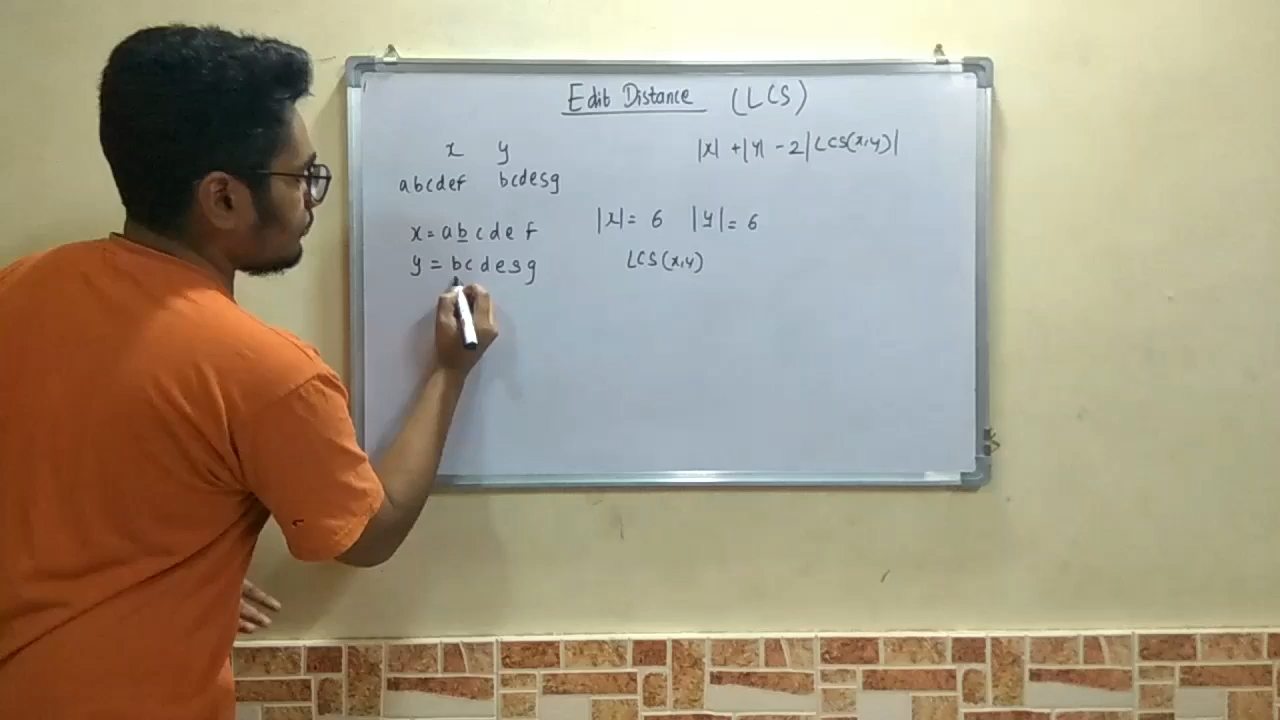 Edit Distance (LCS)
x y |x| + |y| - 2|LCS(x,y)|
abcdef bcdesg
x = abcdef |x| = 6 |y| = 6
y = bcdesg LCS(x,y)